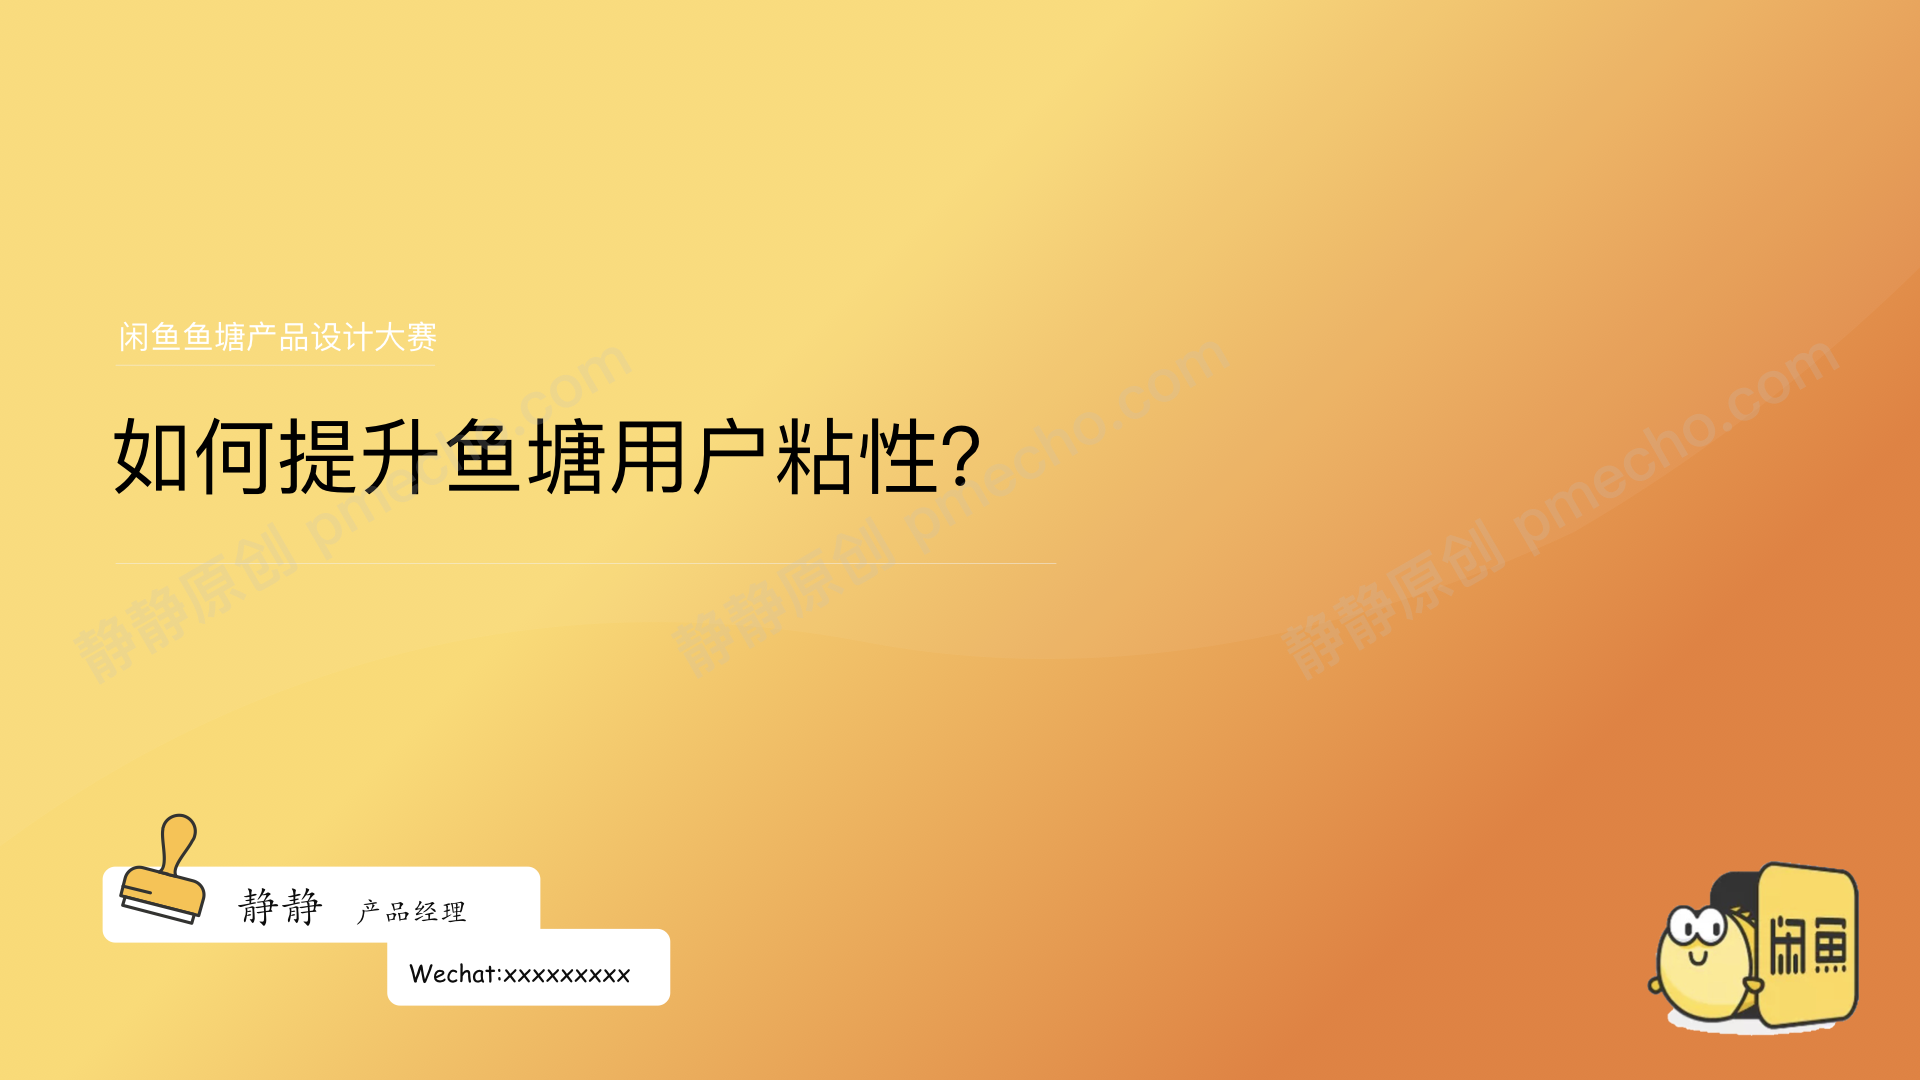 闲鱼鱼塘产品设计大赛
如何提升鱼塘用户粘性?
静静原创 pmecho.com
静静原创 pmecho.com
静静原创 pmecho.com
静静 产品经理
Wechat:xxxxxxxxx
闲鱼